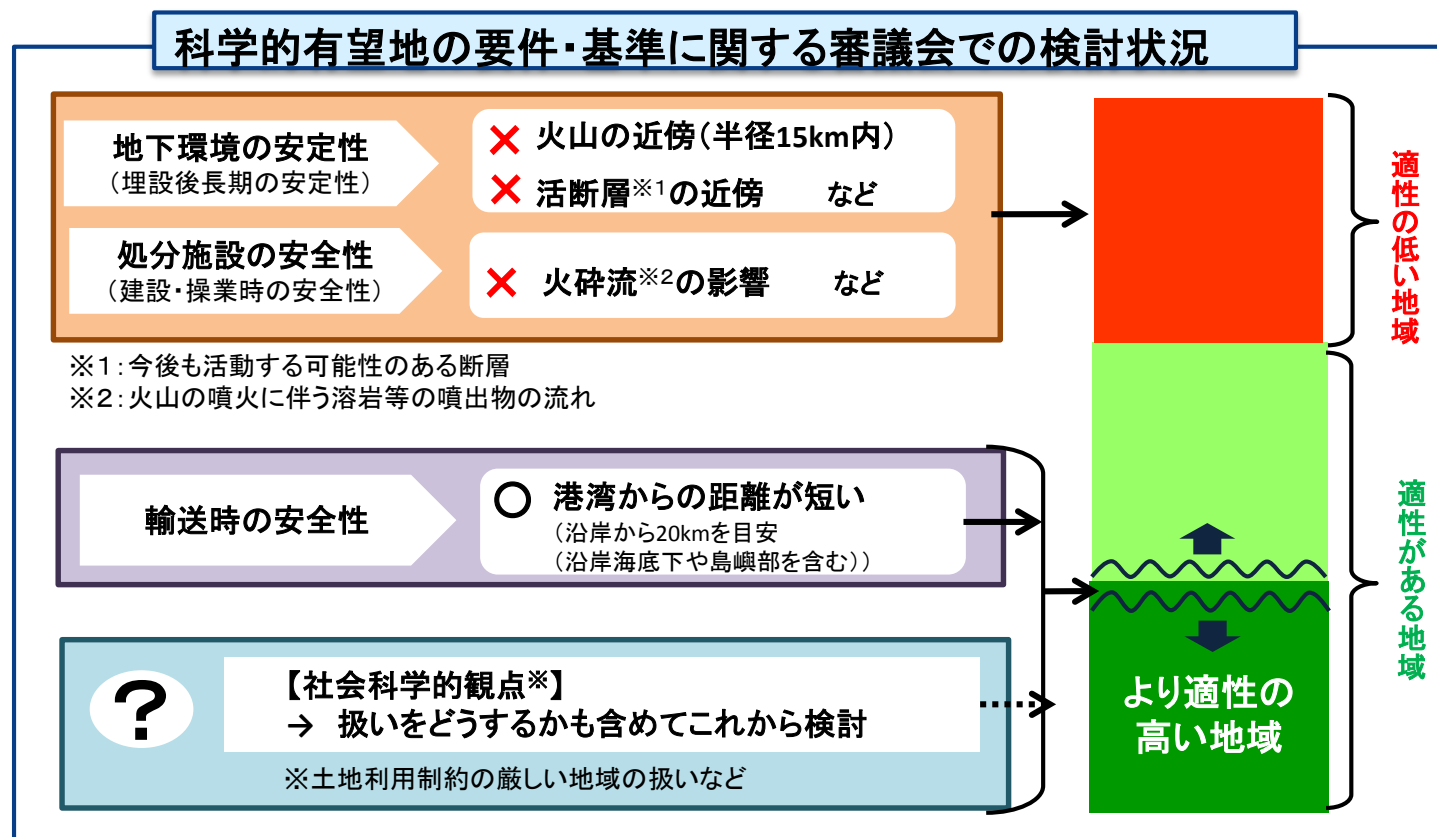 科学的有望地の要件・基準に関する審議会での検討状況
地下環境の安定性
（埋設後長期の安定性）
× 火山の近傍（半径15km内）
× 活断層※1の近傍 など
処分施設の安全性
（建設・操業時の安全性）
× 火砕流※2の影響 など
※１：今後も活動する可能性のある断層
※２：火山の噴火に伴う溶岩等の噴出物の流れ
輸送時の安全性
○ 港湾からの距離が短い
（沿岸から20kmを目安
（沿岸海底下や島嶼部を含む））
?
【社会科学的観点※】
→ 扱いをどうするかも含めてこれから検討
※土地利用制約の厳しい地域の扱いなど
適性の低い地域
適性がある地域
より適性の
高い地域